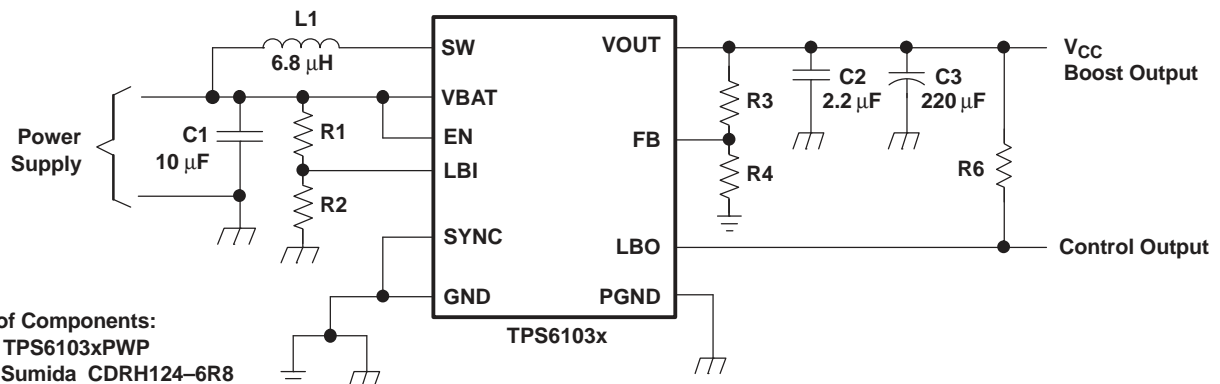 L1
6.8 μH
SW
VOUT
VCC
Boost Output
VBAT
C2
2.2 μF
C3
220 μF
R3
Power
Supply
C1
10 μF
R1
EN
FB
LBI
R4
R6
R2
SYNC
LBO
Control Output
GND
PGND
TPS6103x
of Components:
TPS6103xPWP
Sumida CDRH124–6R8